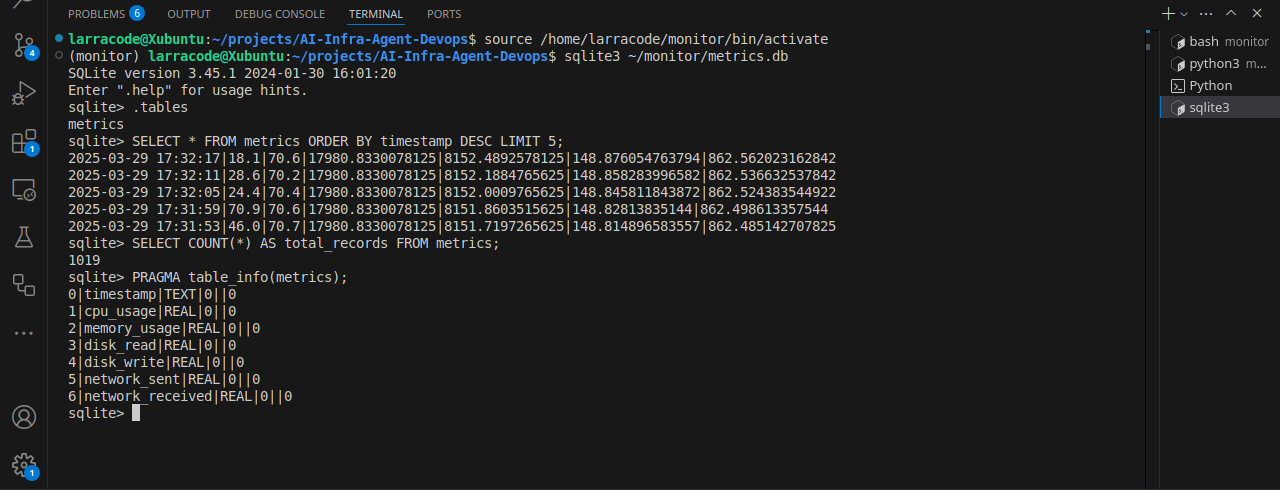 PROBLEMS 6 OUTPUT DEBUG CONSOLE TERMINAL PORTS
larracode@Xubuntu:~/projects/AI-Infra-Agent-Devops$ source /home/larracode/monitor/bin/activate
(monitor) larracode@Xubuntu:~/projects/AI-Infra-Agent-Devops$ sqlite3 ~/monitor/metrics.db
SQLite version 3.45.1 2024-01-30 16:01:20
Enter ".help" for usage hints.
sqlite> .tables
metrics
sqlite> SELECT * FROM metrics ORDER BY timestamp DESC LIMIT 5;
2025-03-29 17:32:17|18.1|70.6|17980.8330078125|8152.4892578125|148.876054763794|862.562023162842
2025-03-29 17:32:11|28.6|70.2|17980.8330078125|8152.1884765625|148.858283996582|862.536632537842
2025-03-29 17:32:05|24.4|70.4|17980.8330078125|8152.0009765625|148.845811843872|862.524383544922
2025-03-29 17:31:59|70.9|70.6|17980.8330078125|8151.8603515625|148.82813835144|862.498613357544
2025-03-29 17:31:53|46.0|70.7|17980.8330078125|8151.7197265625|148.814896583557|862.485142707825
sqlite> SELECT COUNT(*) AS total_records FROM metrics;
1019
sqlite> PRAGMA table_info(metrics);
0|timestamp|TEXT|0||0
1|cpu_usage|REAL|0||0
2|memory_usage|REAL|0||0
3|disk_read|REAL|0||0
4|disk_write|REAL|0||0
5|network_sent|REAL|0||0
6|network_received|REAL|0||0
sqlite>
bash monitor
python3 m...
Python
sqlite3
4
1
1